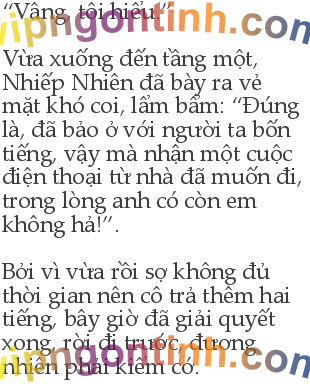 “Vâng, tôi hiểu.”
vipngontinh.com
Vừa xuống đến tầng một,
Nhiếp Nhiên đã bày ra vẻ
mặt khó coi, lẩm bẩm: “Đúng
là, đã bảo ở với người ta bốn
tiếng, vậy mà nhận một cuộc
điện thoại từ nhà đã muốn đi,
trong lòng anh có còn em
không hả!”.
Bởi vì vừa rồi sợ không đủ
thời gian nên cô trả thêm hai
tiếng, bây giờ đã giải quyết
xong, rời đi trước, đương
nhiên phải kiếm cớ.
vipngontinh.com